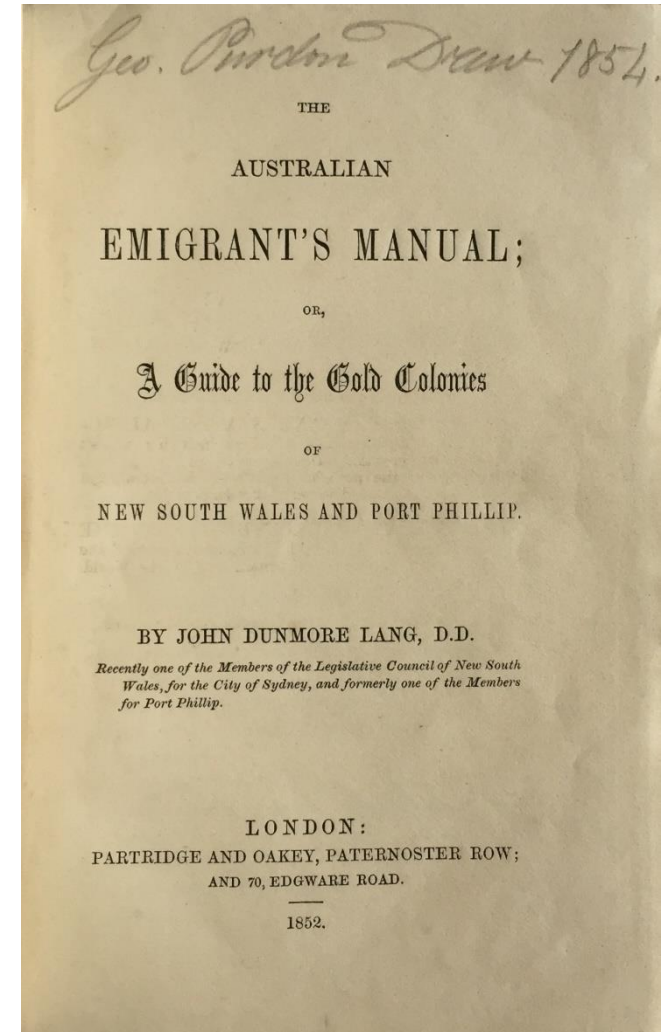 Geo. Purdon Drew 1854.
THE
AUSTRALIAN
EMIGRANT'S MANUAL;
OR,
A Guide to the Gold Colonies
OF
NEW SOUTH WALES AND PORT PHILLIP.
BY JOHN DUNMORE LANG, D.D.
Recently one of the Members of the Legislative Council of New South
Wales, for the City of Sydney, and formerly one of the Members
for Port Phillip.
LONDON:
PARTRIDGE AND OAKEY, PATERNOSTER ROW;
AND 70, EDGWARE ROAD.
1852.